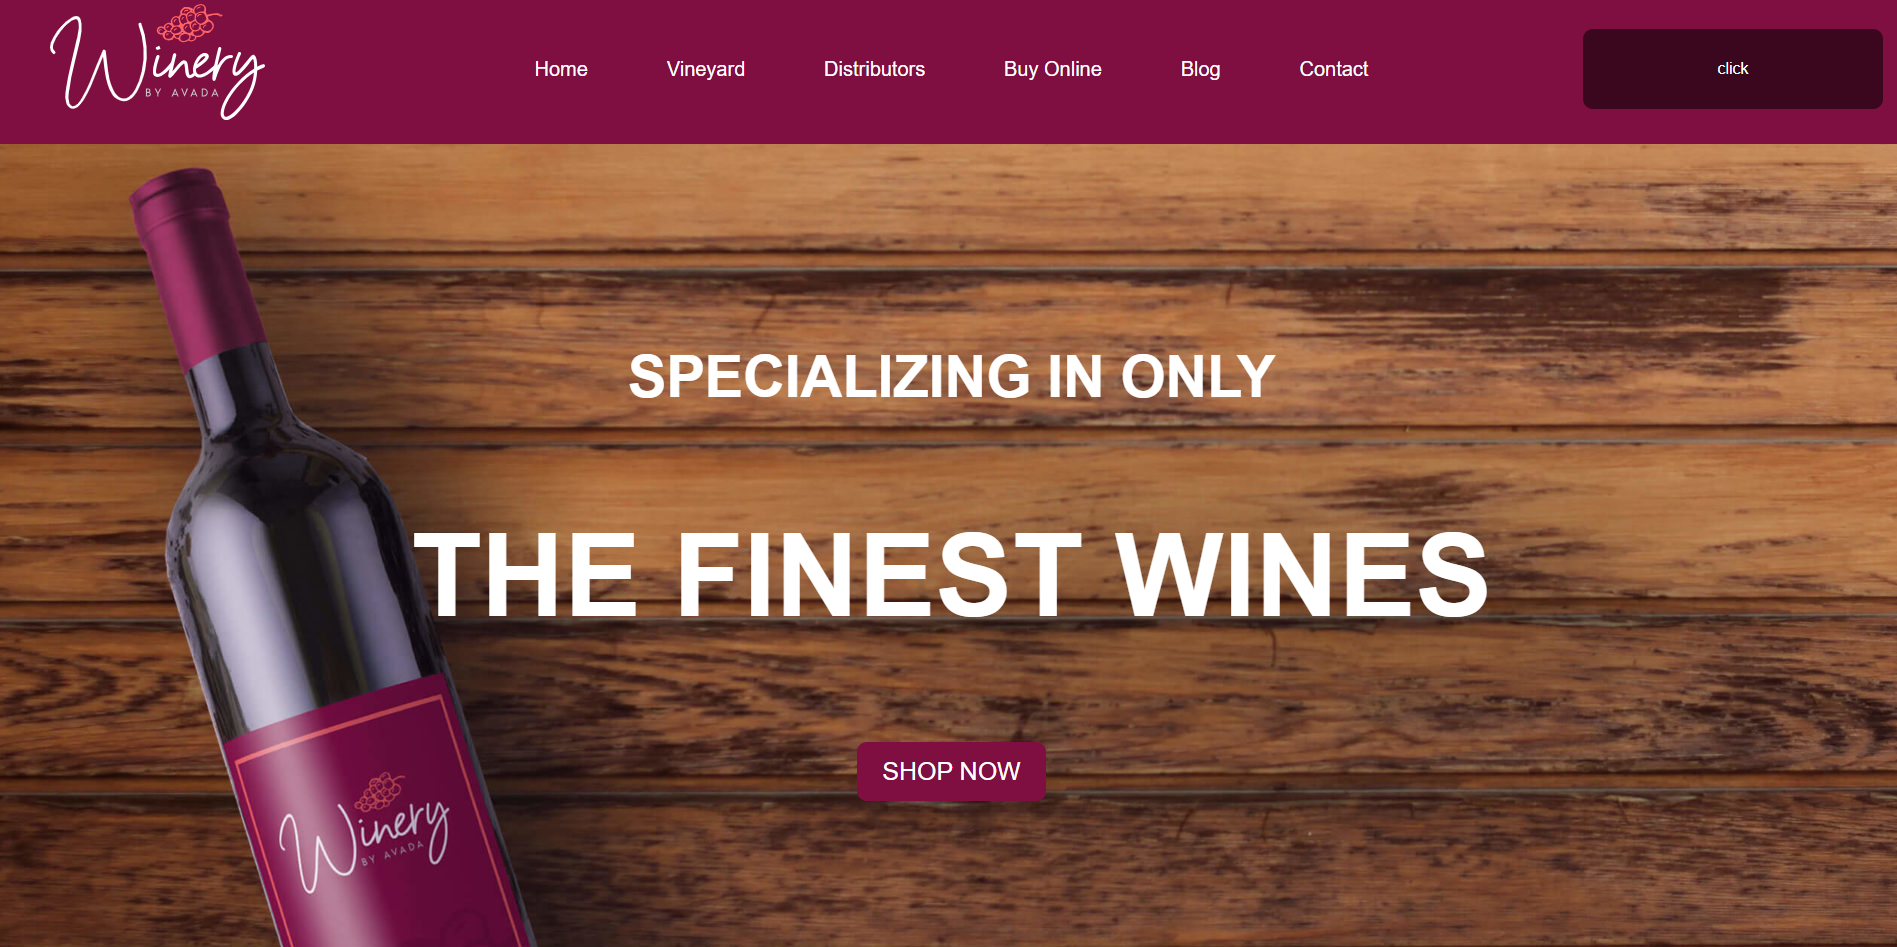 Winery
BY AVADA
Home
Vineyard
Distributors
Buy Online
Blog
Contact
click
SPECIALIZING IN ONLY
THE FINEST WINES
SHOP NOW
Winery
BY AVADA